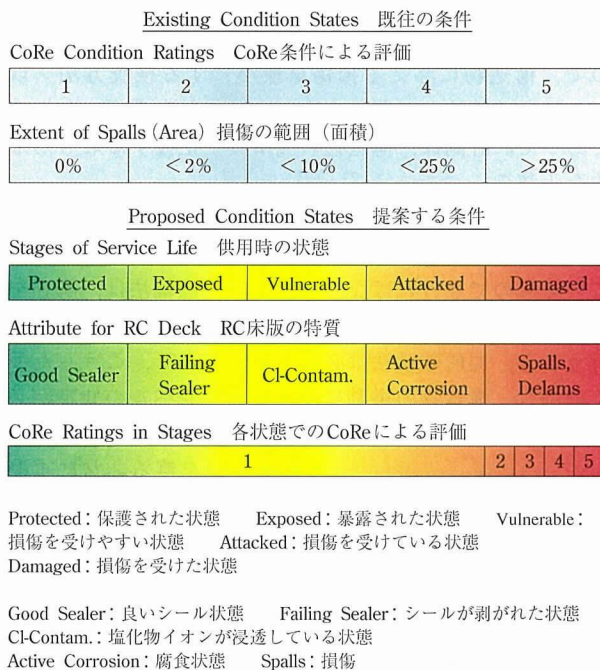 Existing Condition States 既往の条件
CoRe Condition Ratings CoRe条件による評価
1 2 3 4 5
Extent of Spalls (Area) 損傷の範囲（面積）
0% <2% <10% <25% >25%
Proposed Condition States 提案する条件
Stages of Service Life 供用時の状態
Protected Exposed Vulnerable Attacked Damaged
Attribute for RC Deck RC床版の特質
Good Sealer Failing Sealer Cl-Contam. Active Corrosion Spalls, Delams
CoRe Ratings in Stages 各状態でのCoReによる評価
1 2 3 4 5
Protected：保護された状態 Exposed：暴露された状態 Vulnerable：
損傷を受けやすい状態 Attacked：損傷を受けている状態
Damaged：損傷を受けた状態
Good Sealer：良いシール状態 Failing Sealer：シールが剥がれた状態
Cl-Contam.：塩化物イオンが浸透している状態
Active Corrosion：腐食状態 Spalls：損傷